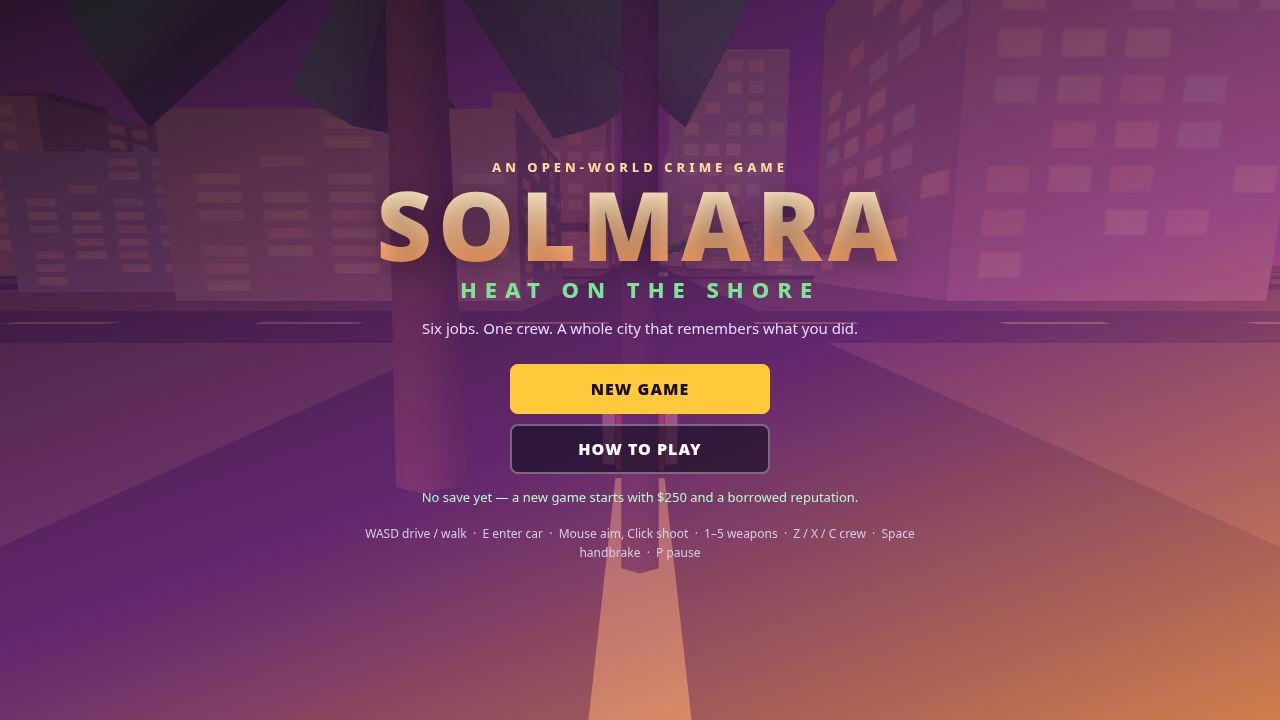 AN OPEN-WORLD CRIME GAME
SOLMARA
HEAT ON THE SHORE
Six jobs. One crew. A whole city that remembers what you did.
NEW GAME
HOW TO PLAY
No save yet — a new game starts with $250 and a borrowed reputation.
WASD drive / walk · E enter car · Mouse aim, Click shoot · 1–5 weapons · Z / X / C crew · Space
handbrake · P pause